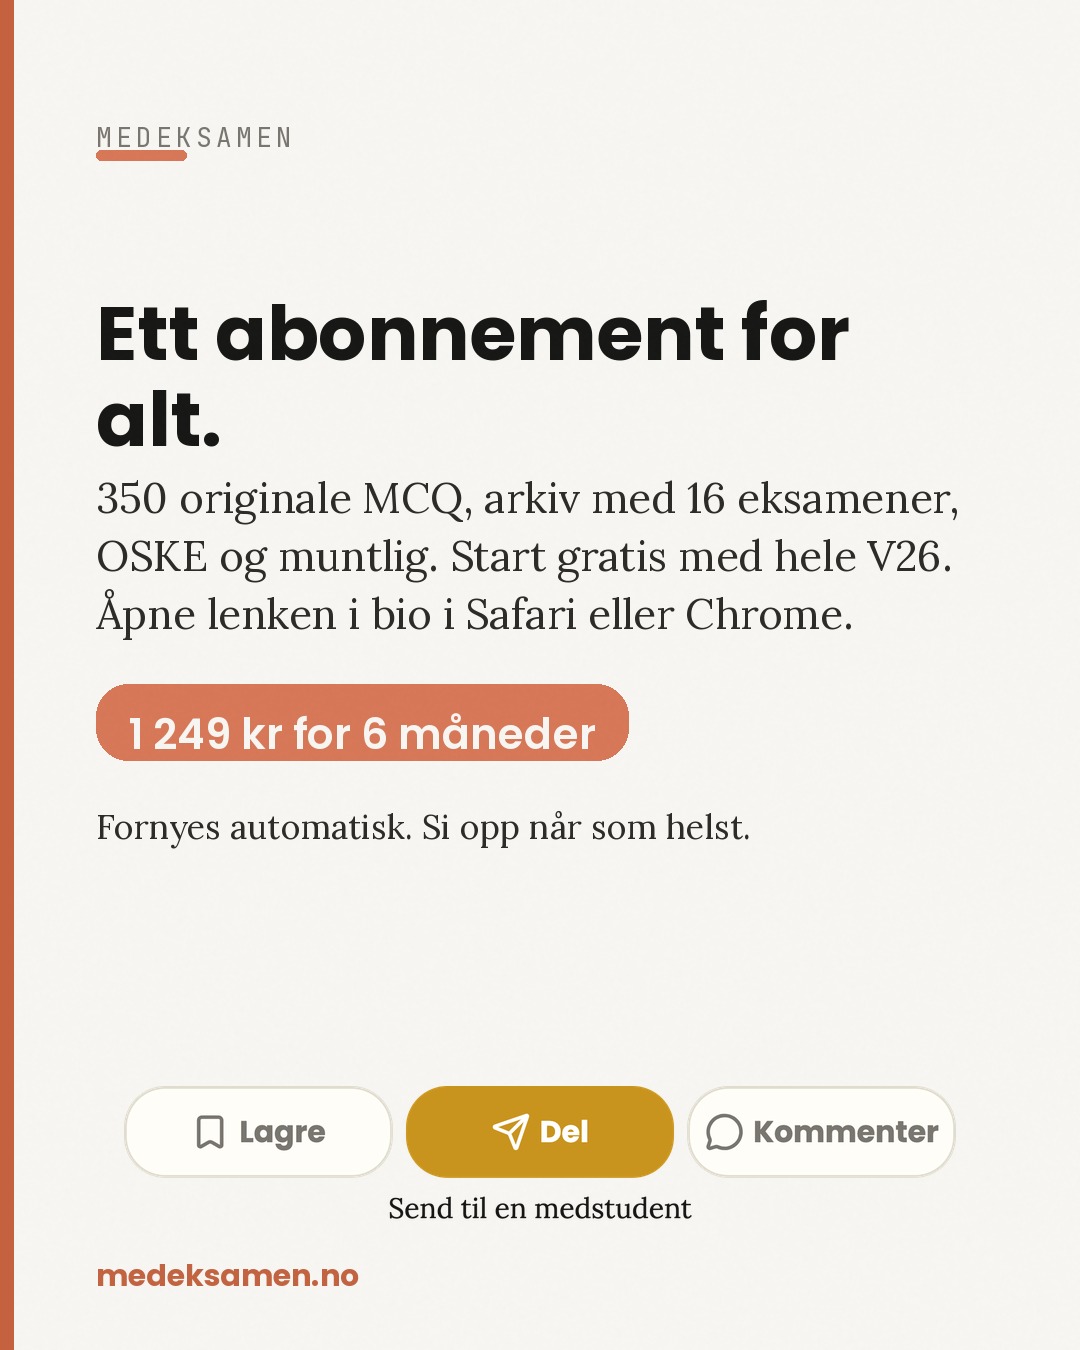 MEDEKSAMEN
Ett abonnement for
alt.
350 originale MCQ, arkiv med 16 eksamener,
OSKE og muntlig. Start gratis med hele V26.
Åpne lenken i bio i Safari eller Chrome.
1 249 kr for 6 måneder
Fornyes automatisk. Si opp når som helst.
Lagre Del Kommenter
Send til en medstudent
medeksamen.no